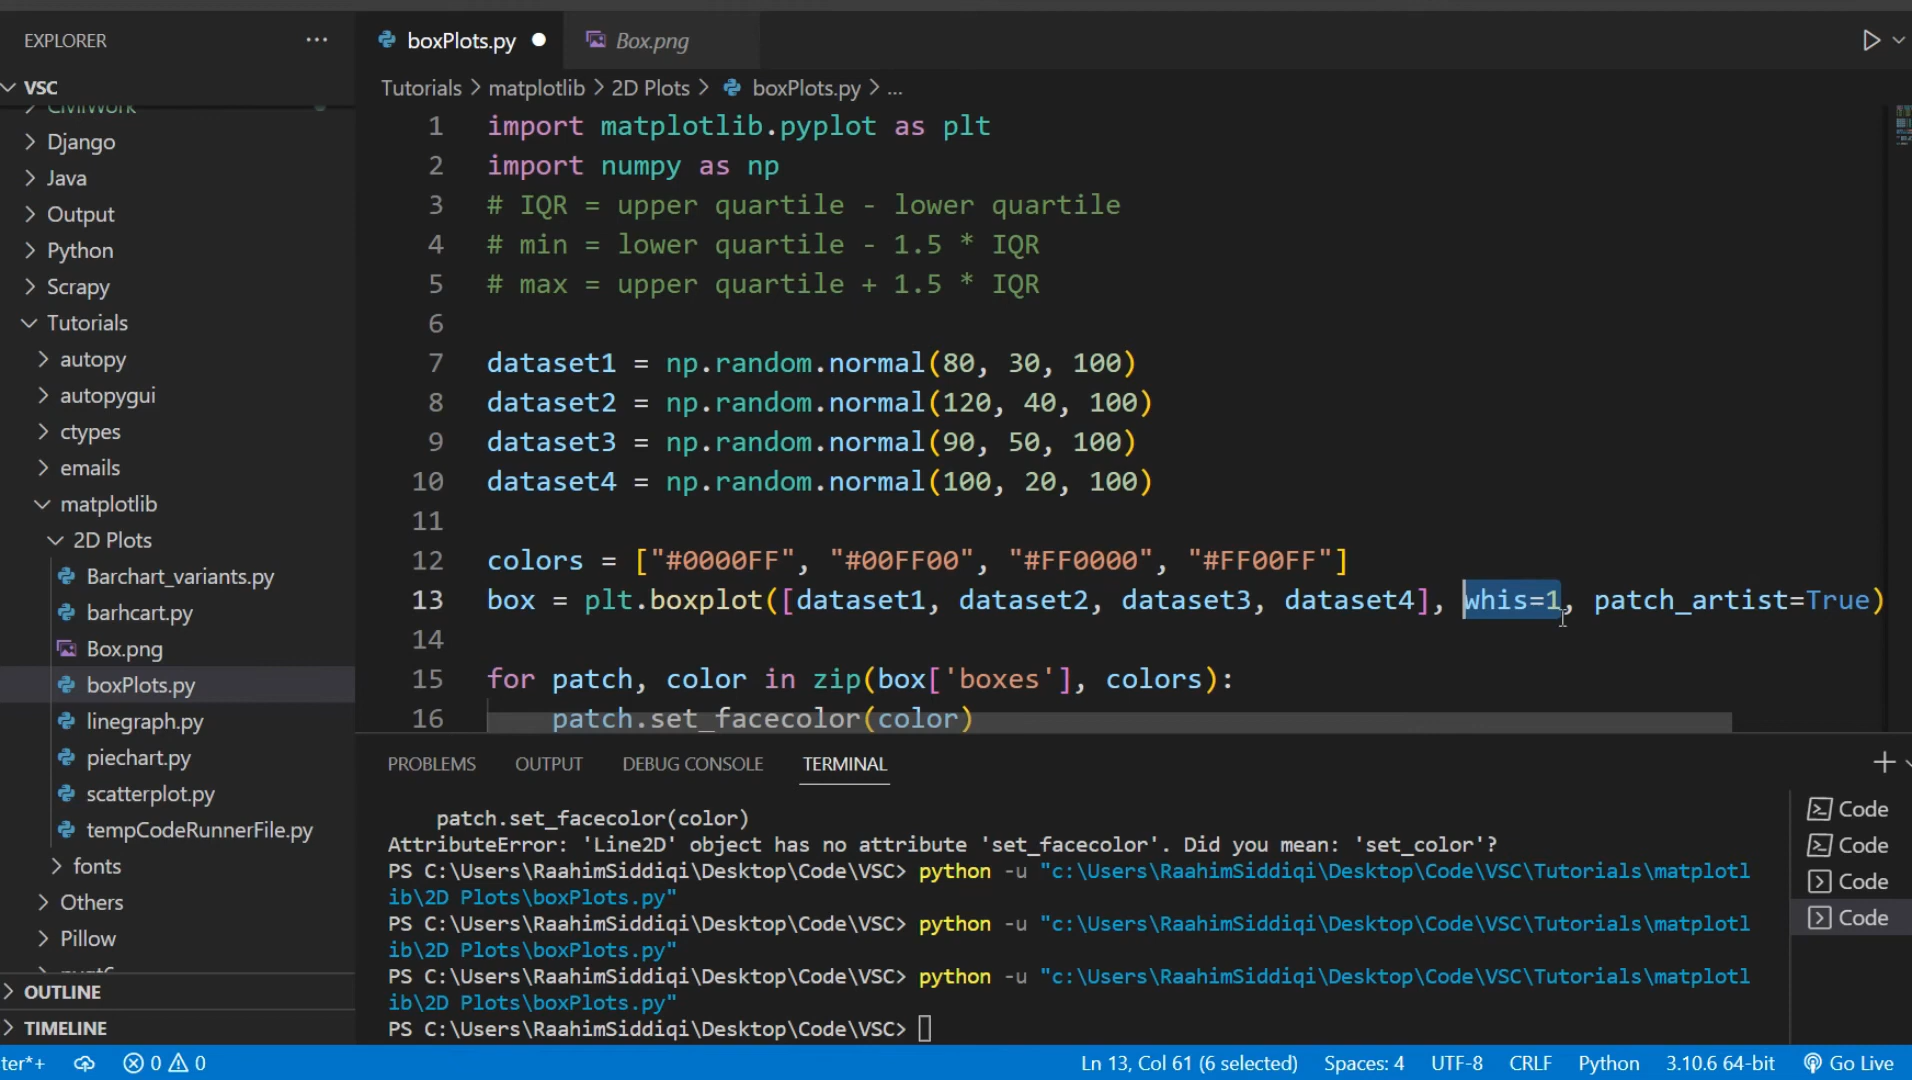 EXPLORER
boxPlots.py
Box.png
VSC
Tutorials > matplotlib > 2D Plots > boxPlots.py > ...
CivilWork
Django
Java
Output
Python
Scrapy
Tutorials
autopy
autopygui
ctypes
emails
matplotlib
2D Plots
Barchart_variants.py
barhcart.py
Box.png
boxPlots.py
linegraph.py
piechart.py
scatterplot.py
tempCodeRunnerFile.py
fonts
Others
Pillow
OUTLINE
TIMELINE
1 import matplotlib.pyplot as plt
2 import numpy as np
3 # IQR = upper quartile - lower quartile
4 # min = lower quartile - 1.5 * IQR
5 # max = upper quartile + 1.5 * IQR
6
7 dataset1 = np.random.normal(80, 30, 100)
8 dataset2 = np.random.normal(120, 40, 100)
9 dataset3 = np.random.normal(90, 50, 100)
10 dataset4 = np.random.normal(100, 20, 100)
11
12 colors = ["#0000FF", "#00FF00", "#FF0000", "#FF00FF"]
13 box = plt.boxplot([dataset1, dataset2, dataset3, dataset4], whis=1, patch_artist=True)
14
15 for patch, color in zip(box['boxes'], colors):
16 patch.set_facecolor(color)
PROBLEMS OUTPUT DEBUG CONSOLE TERMINAL
patch.set_facecolor(color)
AttributeError: 'Line2D' object has no attribute 'set_facecolor'. Did you mean: 'set_color'?
PS C:\Users\RaahimSiddiqi\Desktop\Code\VSC> python -u "c:\Users\RaahimSiddiqi\Desktop\Code\VSC\Tutorials\matplotl
ib\2D Plots\boxPlots.py"
PS C:\Users\RaahimSiddiqi\Desktop\Code\VSC> python -u "c:\Users\RaahimSiddiqi\Desktop\Code\VSC\Tutorials\matplotl
ib\2D Plots\boxPlots.py"
PS C:\Users\RaahimSiddiqi\Desktop\Code\VSC> python -u "c:\Users\RaahimSiddiqi\Desktop\Code\VSC\Tutorials\matplotl
ib\2D Plots\boxPlots.py"
PS C:\Users\RaahimSiddiqi\Desktop\Code\VSC>
Code
Code
Code
Code
ter*+ 0 0 Ln 13, Col 61 (6 selected) Spaces: 4 UTF-8 CRLF Python 3.10.6 64-bit Go Live